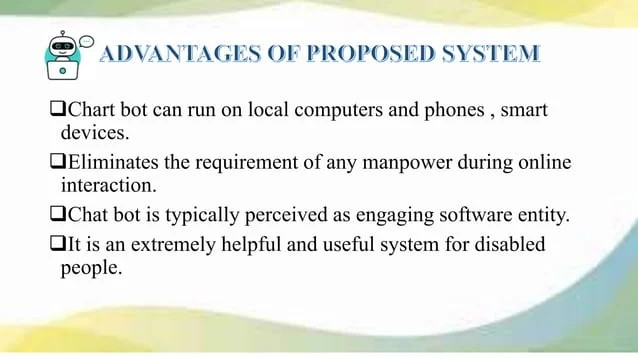 ADVANTAGES OF PROPOSED SYSTEM
❑Chart bot can run on local computers and phones , smart
devices.
❑Eliminates the requirement of any manpower during online
interaction.
❑Chat bot is typically perceived as engaging software entity.
❑It is an extremely helpful and useful system for disabled
people.